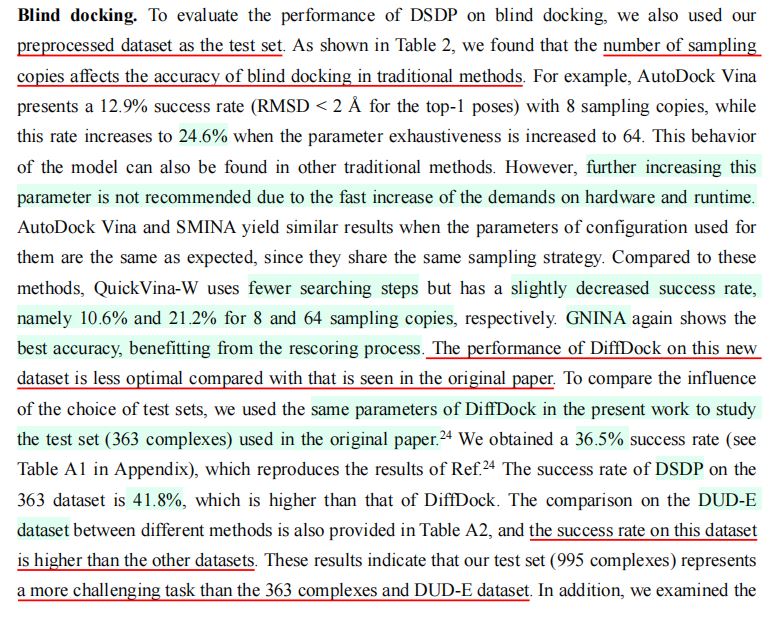 Blind docking. To evaluate the performance of DSDP on blind docking, we also used our
preprocessed dataset as the test set. As shown in Table 2, we found that the number of sampling
copies affects the accuracy of blind docking in traditional methods. For example, AutoDock Vina
presents a 12.9% success rate (RMSD < 2 Å for the top-1 poses) with 8 sampling copies, while
this rate increases to 24.6% when the parameter exhaustiveness is increased to 64. This behavior
of the model can also be found in other traditional methods. However, further increasing this
parameter is not recommended due to the fast increase of the demands on hardware and runtime.
AutoDock Vina and SMINA yield similar results when the parameters of configuration used for
them are the same as expected, since they share the same sampling strategy. Compared to these
methods, QuickVina-W uses fewer searching steps but has a slightly decreased success rate,
namely 10.6% and 21.2% for 8 and 64 sampling copies, respectively. GNINA again shows the
best accuracy, benefitting from the rescoring process. The performance of DiffDock on this new
dataset is less optimal compared with that is seen in the original paper. To compare the influence
of the choice of test sets, we used the same parameters of DiffDock in the present work to study
the test set (363 complexes) used in the original paper.24 We obtained a 36.5% success rate (see
Table A1 in Appendix), which reproduces the results of Ref.24 The success rate of DSDP on the
363 dataset is 41.8%, which is higher than that of DiffDock. The comparison on the DUD-E
dataset between different methods is also provided in Table A2, and the success rate on this dataset
is higher than the other datasets. These results indicate that our test set (995 complexes) represents
a more challenging task than the 363 complexes and DUD-E dataset. In addition, we examined the